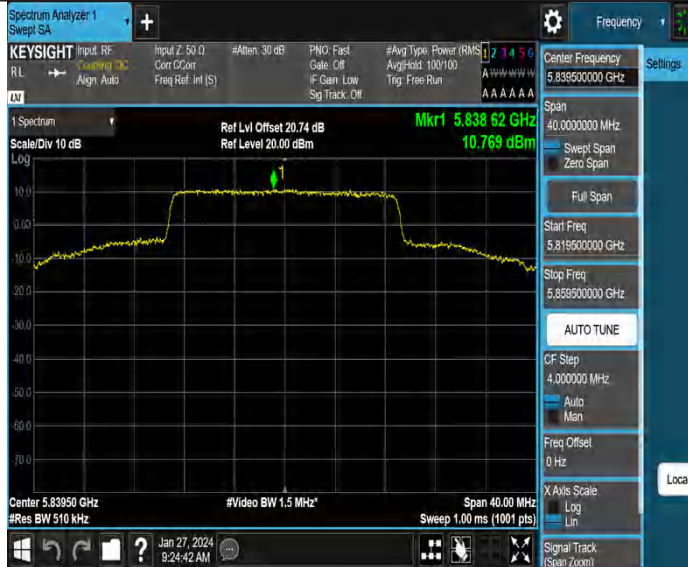 Spectrum Analyzer 1
Swept SA
+
Frequency
KEYSIGHT
RL
Input: RF
Coupling: DC
Align: Auto
Input Z: 50 Ω
Corr CCorr
Freq Ref: Int (S)
#Atten: 30 dB
PNO: Fast
Gate: Off
IF Gain: Low
Sig Track: Off
#Avg Type: Power (RMS
Avg|Hold: 100/100
Trig: Free Run
1 2 3 4 5 6
A W W W W W
A A A A A A
LXI
1 Spectrum
Scale/Div 10 dB
Log
Ref Lvl Offset 20.74 dB
Ref Level 20.00 dBm
Mkr1 5.838 62 GHz
10.769 dBm
1
10.0
0.00
-10.0
-20.0
-30.0
-40.0
-50.0
-60.0
-70.0
Center 5.83950 GHz
#Res BW 510 kHz
#Video BW 1.5 MHz*
Span 40.00 MHz
Sweep 1.00 ms (1001 pts)
?
Jan 27, 2024
9:24:42 AM
Center Frequency
5.839500000 GHz
Span
40.0000000 MHz
Swept Span
Zero Span
Full Span
Start Freq
5.819500000 GHz
Stop Freq
5.859500000 GHz
AUTO TUNE
CF Step
4.000000 MHz
Auto
Man
Freq Offset
0 Hz
X Axis Scale
Log
Lin
Signal Track
(Span Zoom)
Settings
Loca